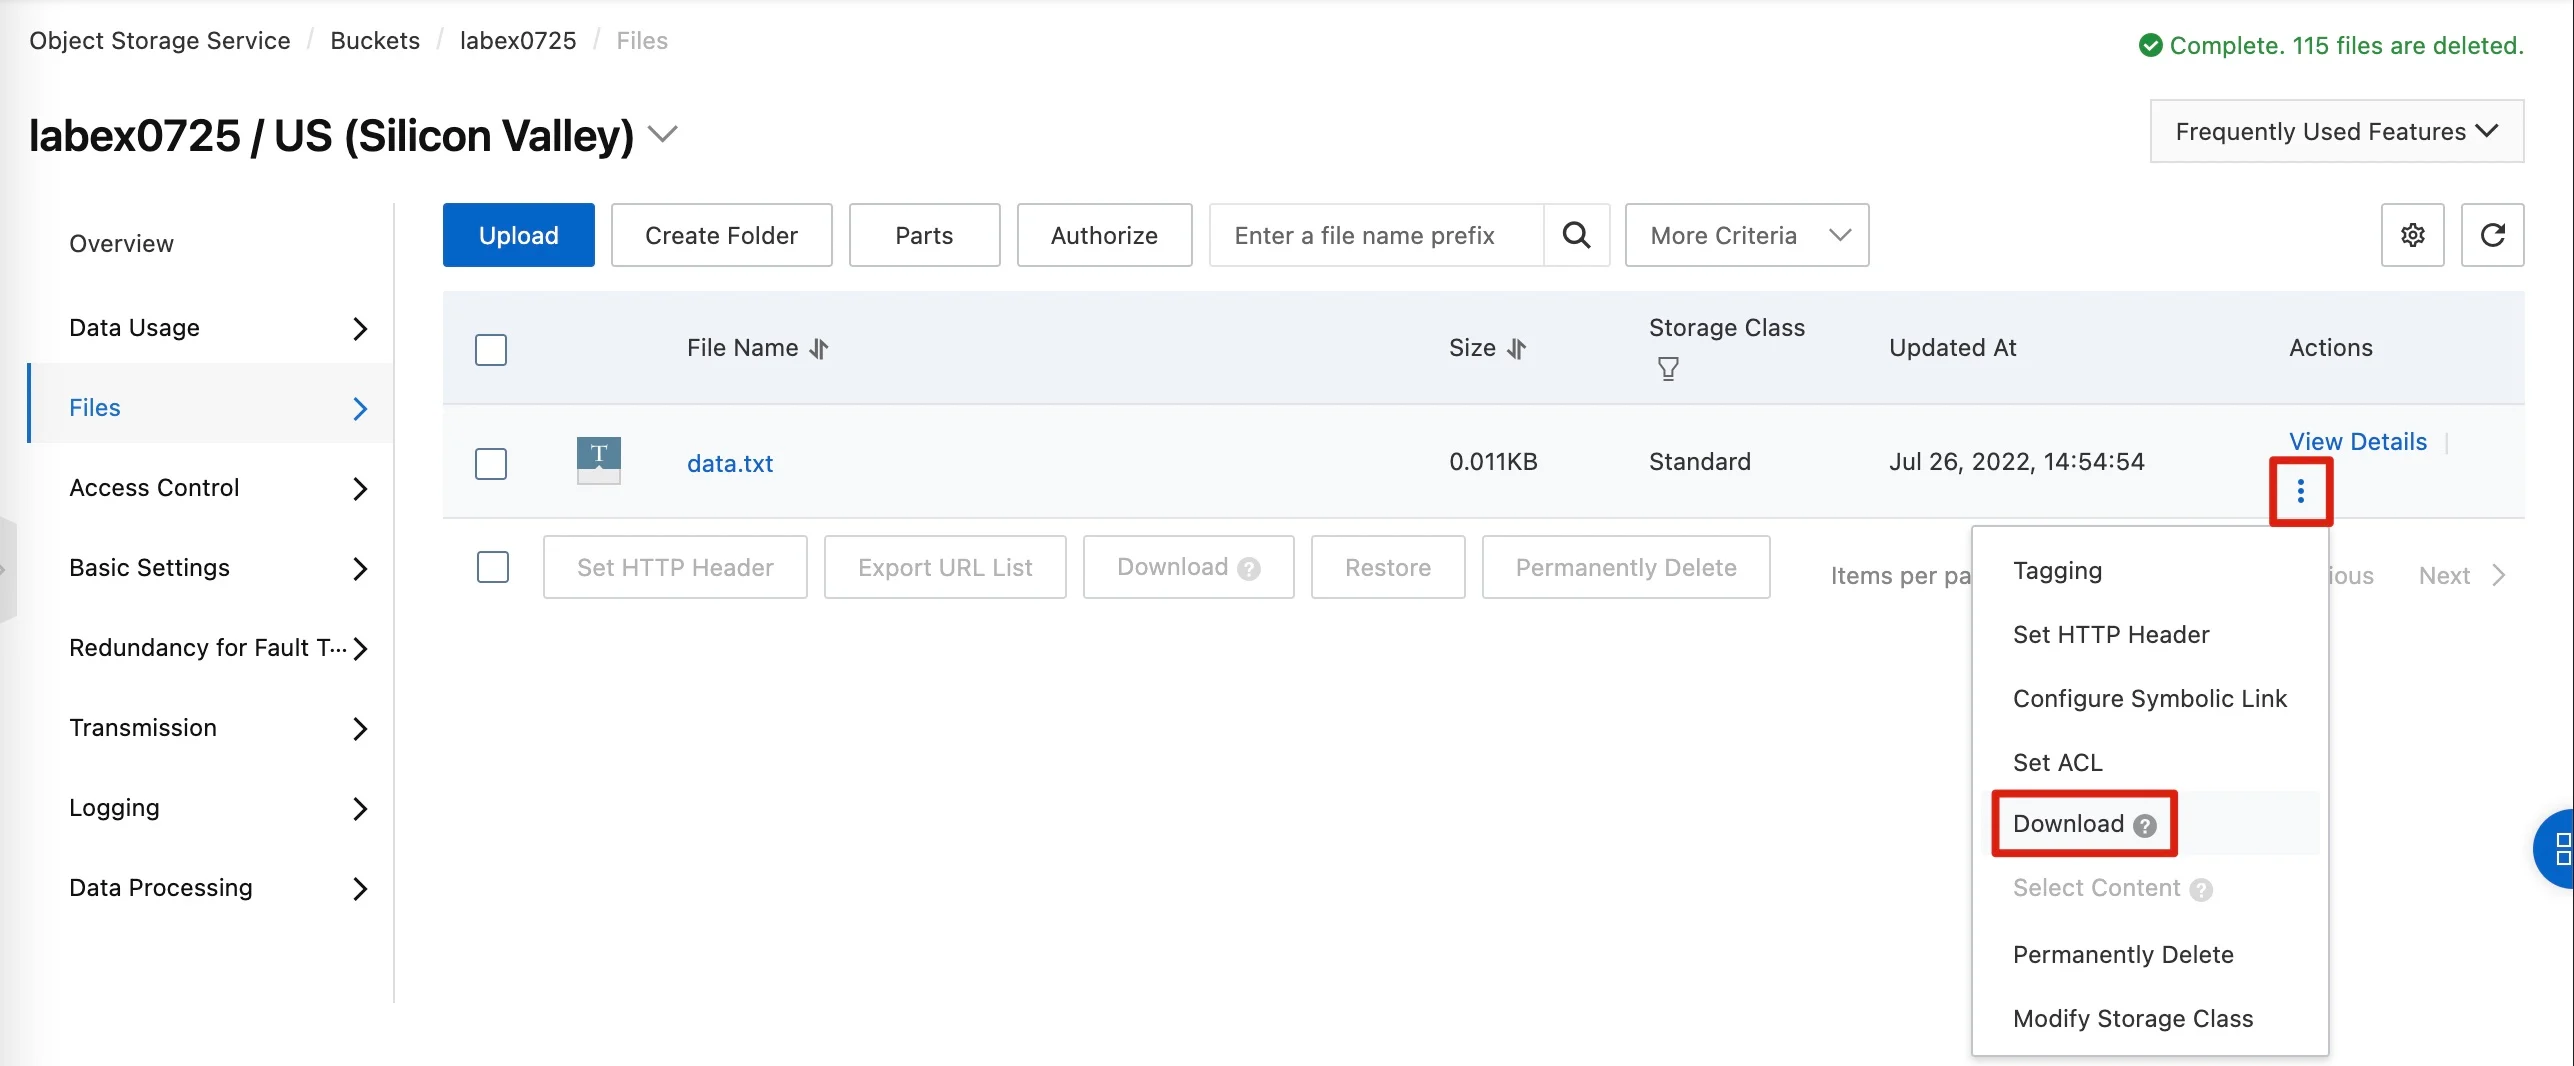 Object Storage Service / Buckets / labex0725 / Files
Complete. 115 files are deleted.
labex0725 / US (Silicon Valley)
Frequently Used Features
Overview
Data Usage
Files
Access Control
Basic Settings
Redundancy for Fault T···
Transmission
Logging
Data Processing
Upload
Create Folder
Parts
Authorize
Enter a file name prefix
More Criteria
File Name
Size
Storage Class
Updated At
Actions
T
data.txt
0.011KB
Standard
Jul 26, 2022, 14:54:54
View Details
Set HTTP Header
Export URL List
Download ?
Restore
Permanently Delete
Items per pa
ious
Next
Tagging
Set HTTP Header
Configure Symbolic Link
Set ACL
Download ?
Select Content ?
Permanently Delete
Modify Storage Class